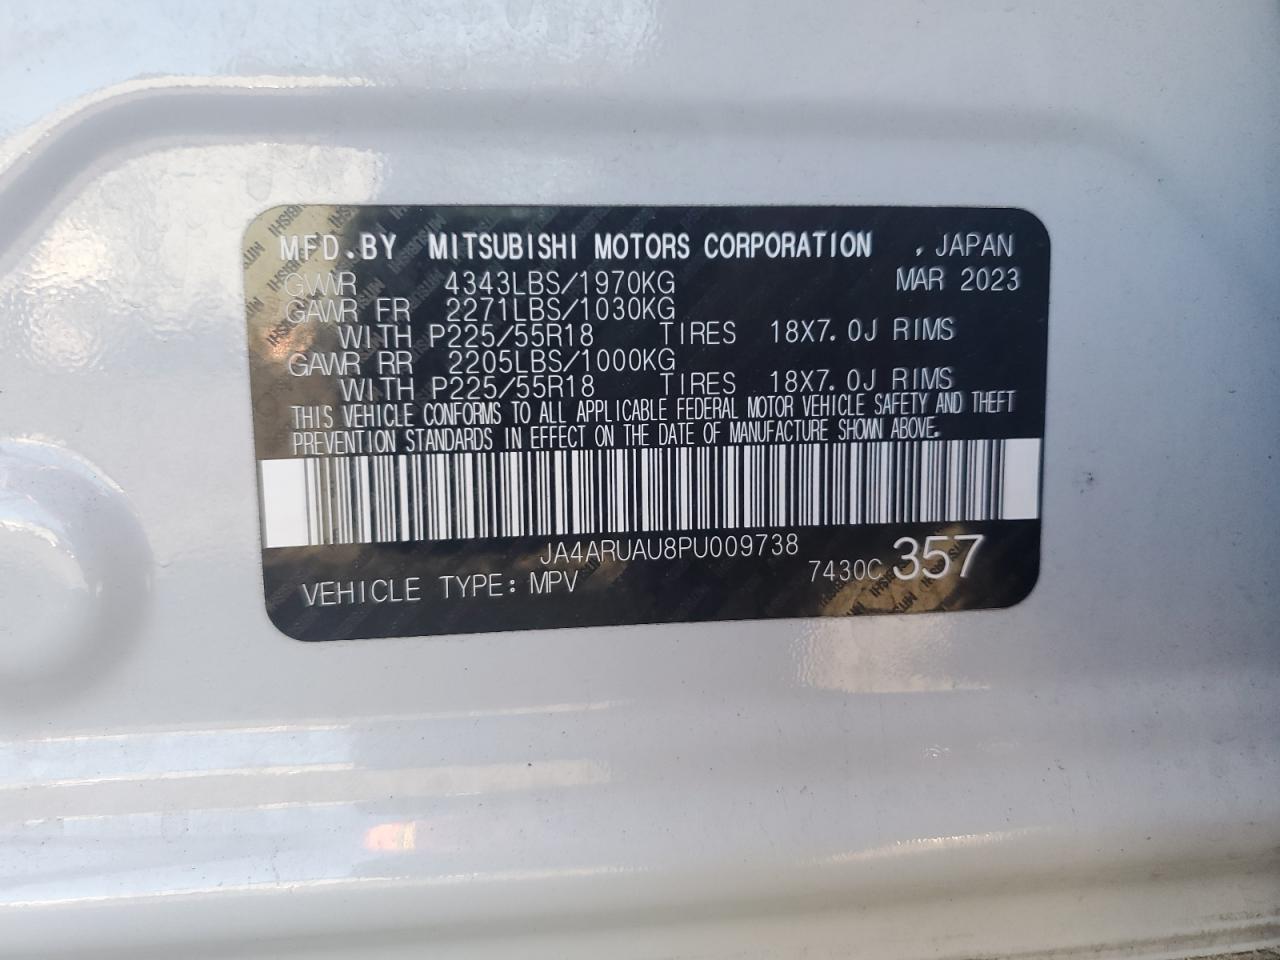 MFD.BY MITSUBISHI MOTORS CORPORATION , JAPAN
GVWR 4343LBS/1970KG MAR 2023
GAWR FR 2271LBS/1030KG
WITH P225/55R18 TIRES 18X7.0J RIMS
GAWR RR 2205LBS/1000KG
WITH P225/55R18 TIRES 18X7.0J RIMS
THIS VEHICLE CONFORMS TO ALL APPLICABLE FEDERAL MOTOR VEHICLE SAFETY AND THEFT
PREVENTION STANDARDS IN EFFECT ON THE DATE OF MANUFACTURE SHOWN ABOVE.
JA4ARUAU8PU009738
VEHICLE TYPE: MPV 7430C 357